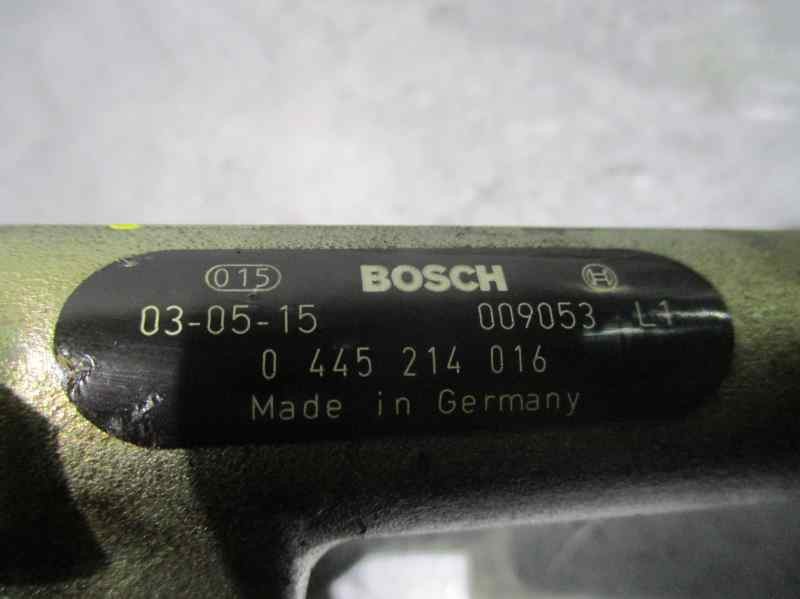 015 BOSCH H
03-05-15 009053 L1
0 445 214 016
Made in Germany